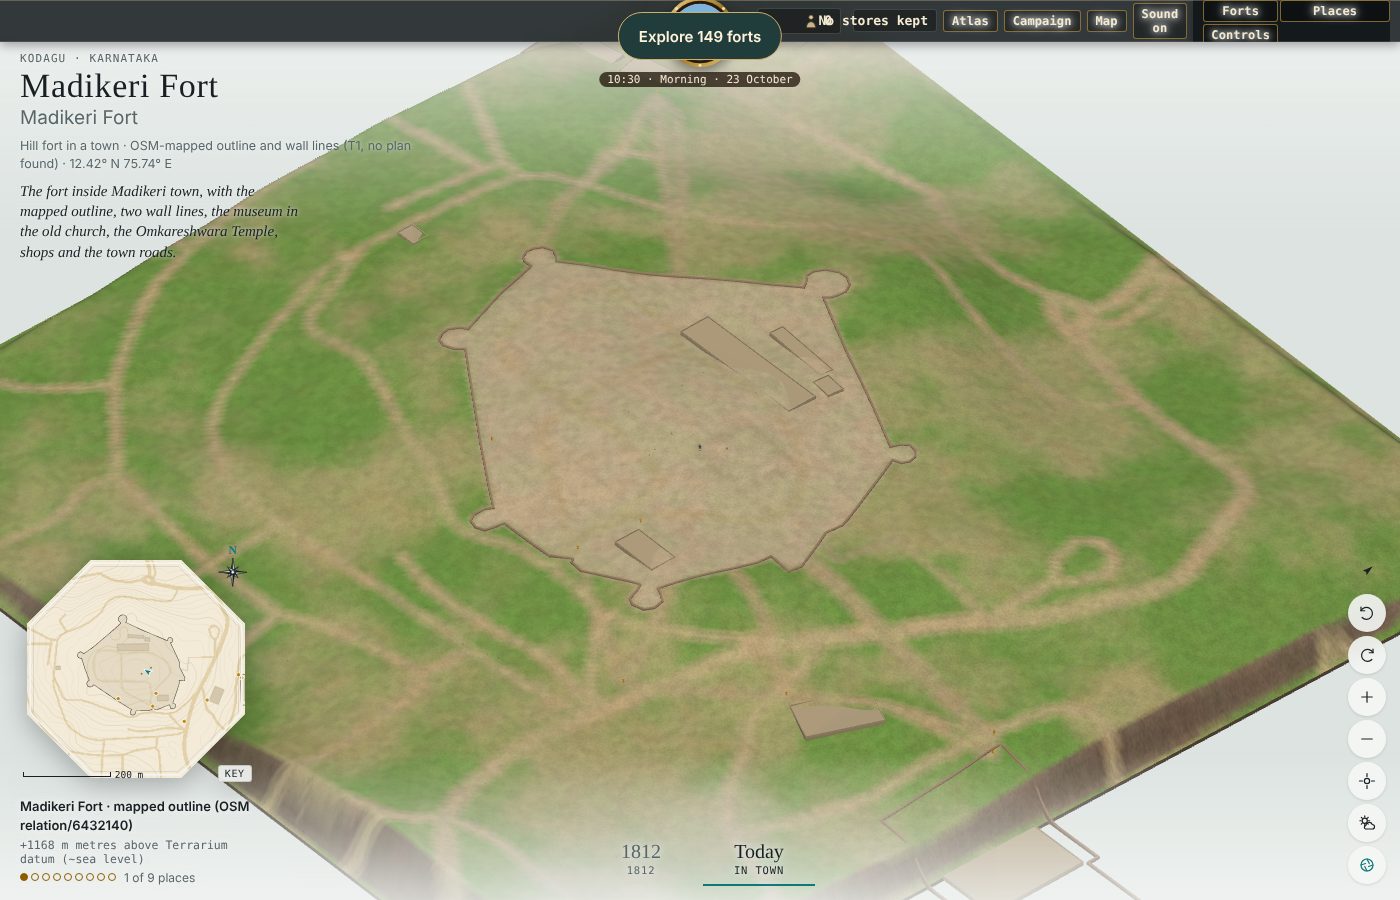 KODAGU · KARNATAKA
Madikeri Fort
Madikeri Fort
Hill fort in a town · OSM-mapped outline and wall lines (T1, no plan
found) · 12.42° N 75.74° E
The fort inside Madikeri town, with the
mapped outline, two wall lines, the museum in
the old church, the Omkareshwara Temple,
shops and the town roads.
Explore 149 forts
10:30 · Morning · 23 October
stores kept
Atlas
Campaign
Map
Sound
on
Forts
Places
Controls
N
200 m
KEY
Madikeri Fort · mapped outline (OSM
relation/6432140)
+1168 m metres above Terrarium
datum (~sea level)
1 of 9 places
1812
1812
Today
IN TOWN